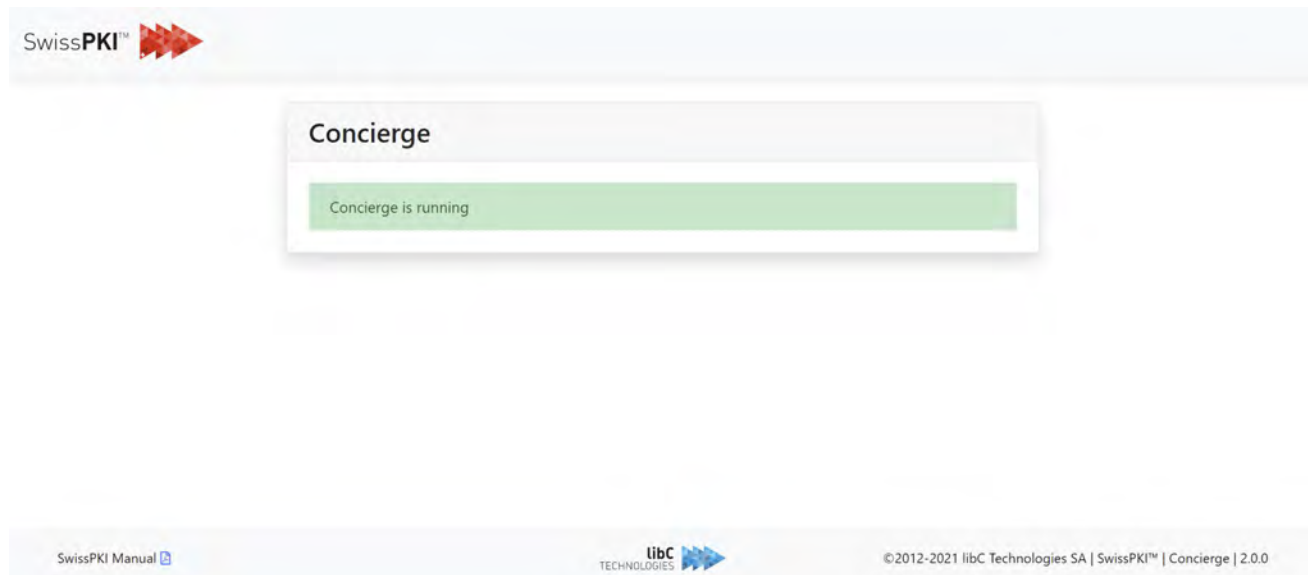 SwissPKI™
Concierge
Concierge is running
SwissPKI Manual
libC
TECHNOLOGIES
©2012-2021 libC Technologies SA | SwissPKI™ | Concierge | 2.0.0